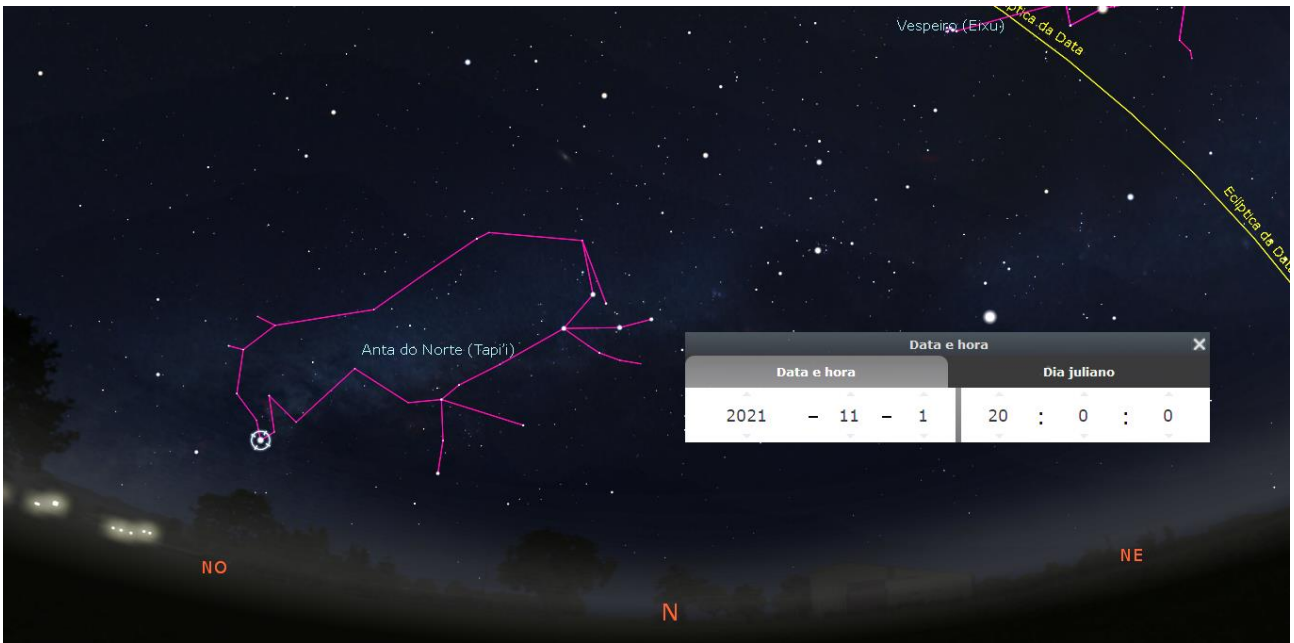 Vespeiro (Eixu)
Eclíptica da Data
Eclíptica da Data
Anta do Norte (Tapi'i)
Data e hora
Data e hora Dia juliano
2021 - 11 - 1 20 : 0 : 0
NO
NE
N